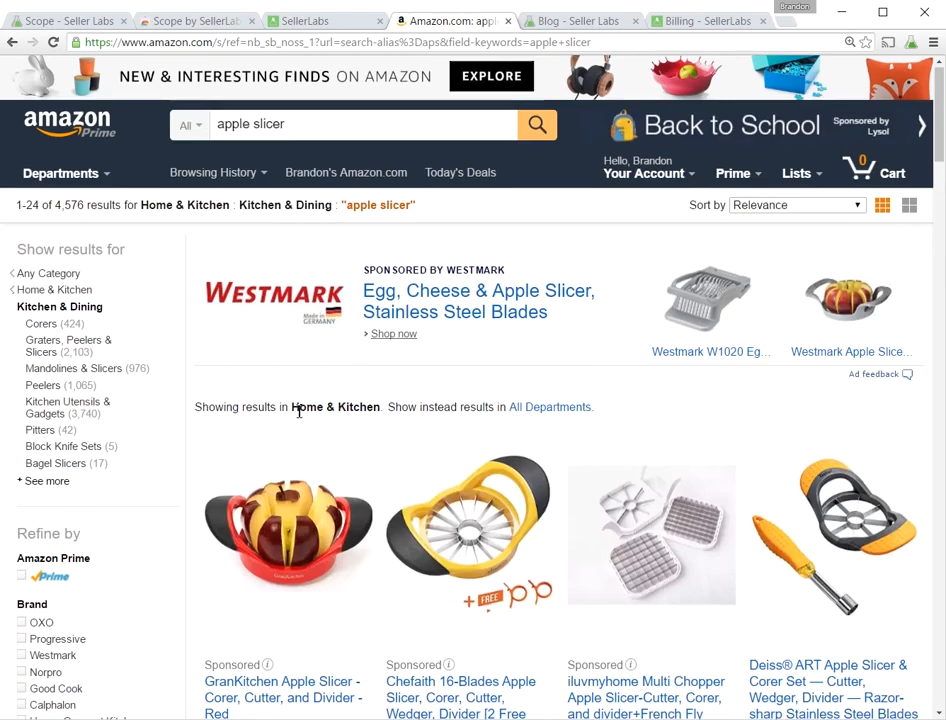 Brandon
Scope - Seller Labs
Scope by SellerLab
SellerLabs
Amazon.com: apple
Blog - Seller Labs
Billing - SellerLabs
https://www.amazon.com/s/ref=nb_sb_noss_1?url=search-alias%3Daps&field-keywords=apple+slicer
NEW & INTERESTING FINDS ON AMAZON EXPLORE
amazon Prime
All apple slicer
Back to School Sponsored by Lysol
Departments
Browsing History Brandon's Amazon.com Today's Deals
Hello, Brandon
Your Account Prime Lists 0 Cart
1-24 of 4,576 results for Home & Kitchen : Kitchen & Dining : "apple slicer"
Sort by Relevance
Show results for
Any Category
Home & Kitchen
Kitchen & Dining
Corers (424)
Graters, Peelers &
Slicers (2,103)
Mandolines & Slicers (976)
Peelers (1,065)
Kitchen Utensils &
Gadgets (3,740)
Pitters (42)
Block Knife Sets (5)
Bagel Slicers (17)
+ See more
Refine by
Amazon Prime
Prime
Brand
OXO
Progressive
Westmark
Norpro
Good Cook
Calphalon
WESTMARK
Made in
GERMANY
SPONSORED BY WESTMARK
Egg, Cheese & Apple Slicer,
Stainless Steel Blades
› Shop now
Westmark W1020 Eg...
Westmark Apple Slice...
Ad feedback
Showing results in Home & Kitchen. Show instead results in All Departments.
GranKitchen
+ FREE
Sponsored
GranKitchen Apple Slicer -
Corer, Cutter, and Divider -
Red
Sponsored
Chefaith 16-Blades Apple
Slicer, Corer, Cutter,
Wedger, Divider [2 Free
Sponsored
iluvmyhome Multi Chopper
Apple Slicer-Cutter, Corer,
and divider+French Fly
Deiss® ART Apple Slicer &
Corer Set — Cutter,
Wedger, Divider — Razor-
sharp Stainless Steel Blades